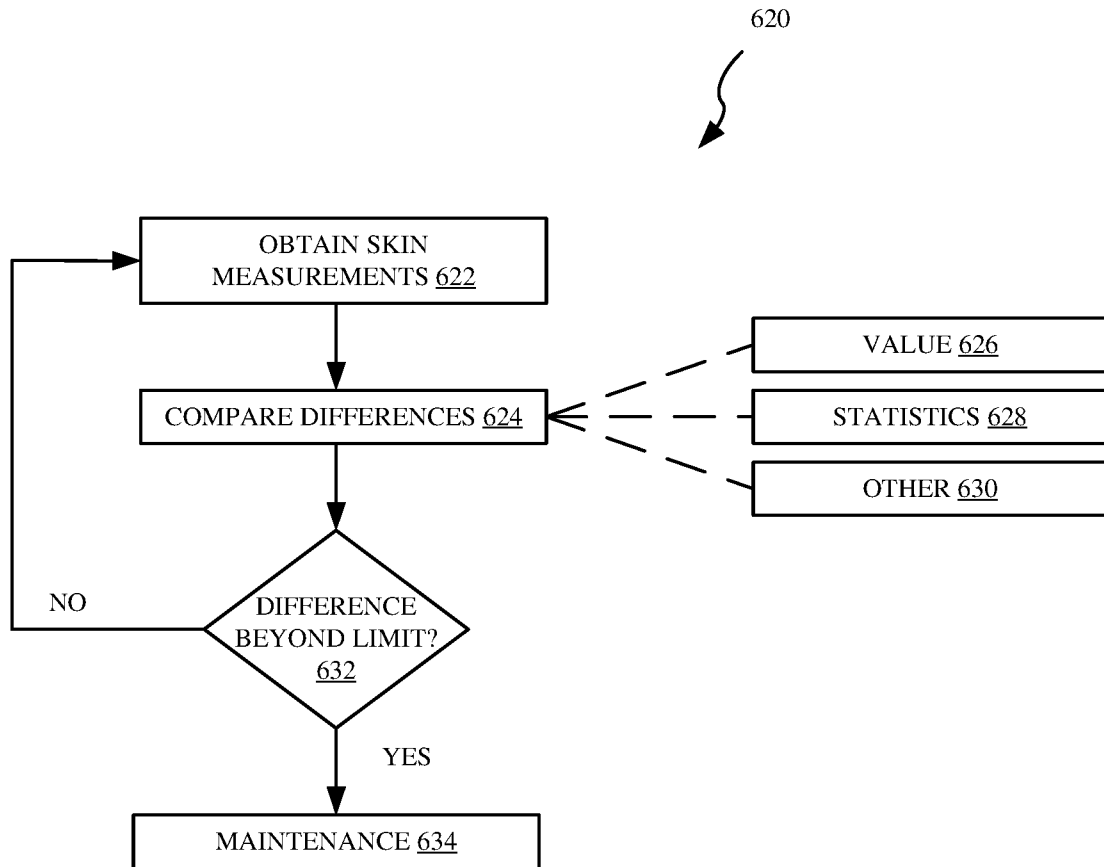 620
OBTAIN SKIN
MEASUREMENTS 622
COMPARE DIFFERENCES 624
VALUE 626
STATISTICS 628
OTHER 630
DIFFERENCE
BEYOND LIMIT?
632
NO
YES
MAINTENANCE 634